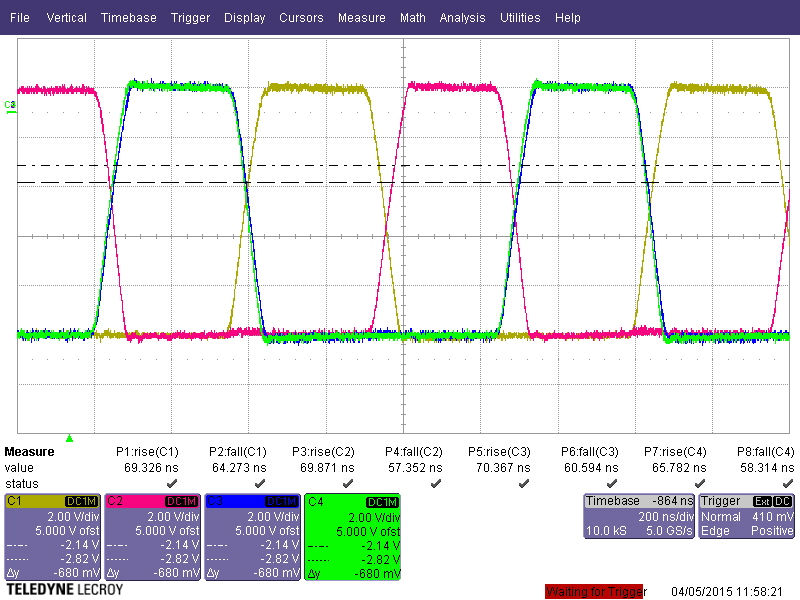 File Vertical Timebase Trigger Display Cursors Measure Math Analysis Utilities Help
Measure P1:rise(C1) P2:fall(C1) P3:rise(C2) P4:fall(C2) P5:rise(C3) P6:fall(C3) P7:rise(C4) P8:fall(C4)
value 69.326 ns 64.273 ns 69.871 ns 57.352 ns 70.367 ns 60.594 ns 65.782 ns 58.314 ns
status
C1 DC1M C2 DC1M C3 DC1M C4 DC1M Timebase -864 ns Trigger Ext DC
2.00 V/div 2.00 V/div 2.00 V/div 2.00 V/div 200 ns/div Normal 410 mV
5.000 V ofst 5.000 V ofst 5.000 V ofst 5.000 V ofst 10.0 kS 5.0 GS/s Edge Positive
-2.14 V -2.14 V -2.14 V -2.14 V
-2.82 V -2.82 V -2.82 V -2.82 V
Δy -680 mV Δy -680 mV Δy -680 mV Δy -680 mV
TELEDYNE LECROY Waiting for Trigger 04/05/2015 11:58:21